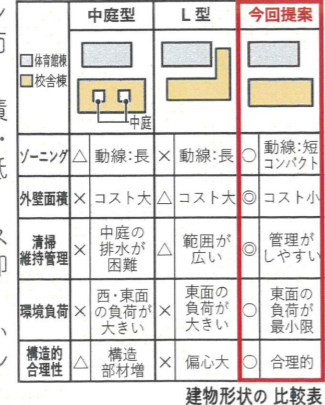 中庭型 L型 今回提案
体育館棟
校舎棟
中庭
ゾーニング △ 動線:長 × 動線:長 ○ 動線:短 コンパクト
外壁面積 × コスト大 △ コスト大 ◎ コスト小
清掃 維持管理 × 中庭の 排水が 困難 △ 範囲が 広い ◎ 管理が しやすい
環境負荷 × 西・東面 の負荷が 大きい × 東面の 負荷が 大きい ○ 東面の 負荷が 最小限
構造的 合理性 △ 構造 部材増 × 偏心大 ○ 合理的
建物形状の 比較表